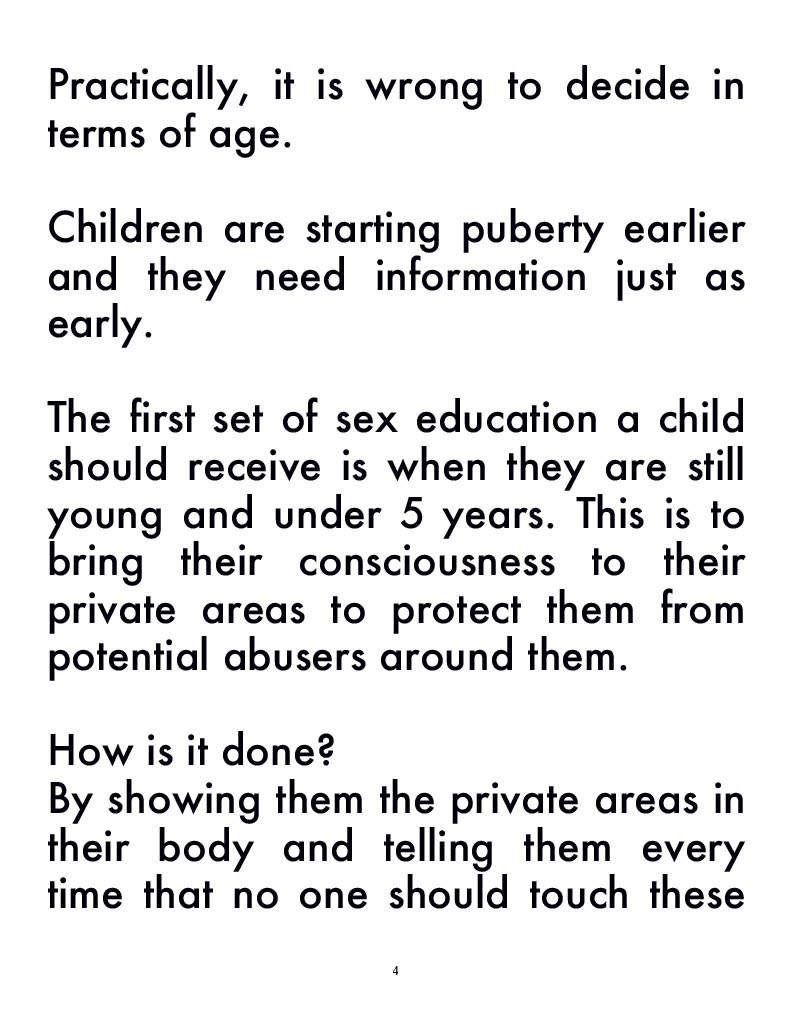 Practically, it is wrong to decide in
terms of age.
Children are starting puberty earlier
and they need information just as
early.
The first set of sex education a child
should receive is when they are still
young and under 5 years. This is to
bring their consciousness to their
private areas to protect them from
potential abusers around them.
How is it done?
By showing them the private areas in
their body and telling them every
time that no one should touch these
4